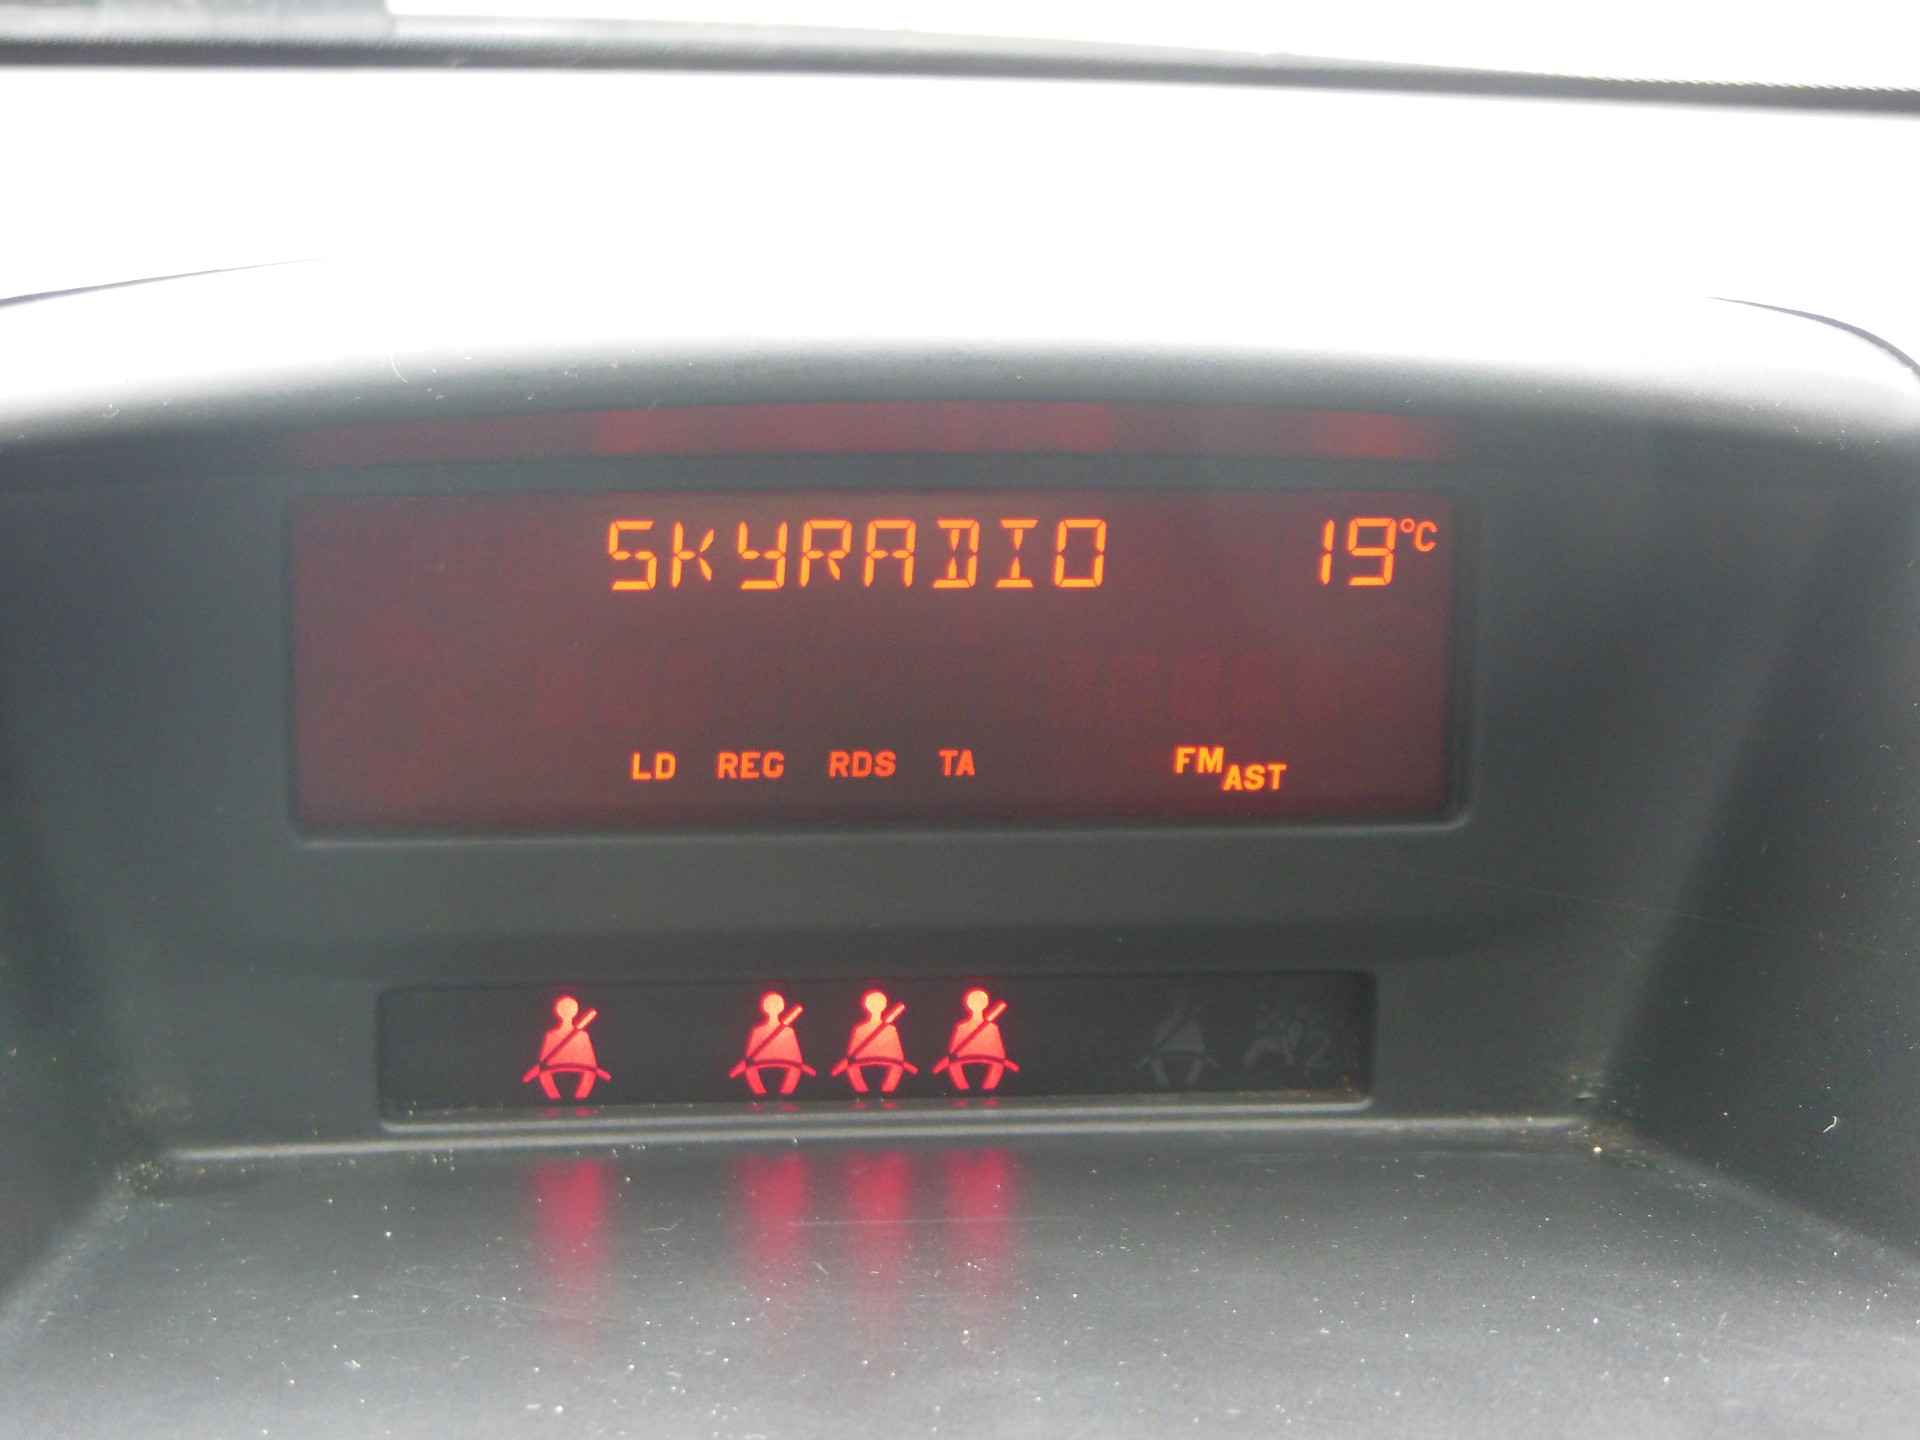 SKYRADIO 19°C
LD REG RDS TA FM AST